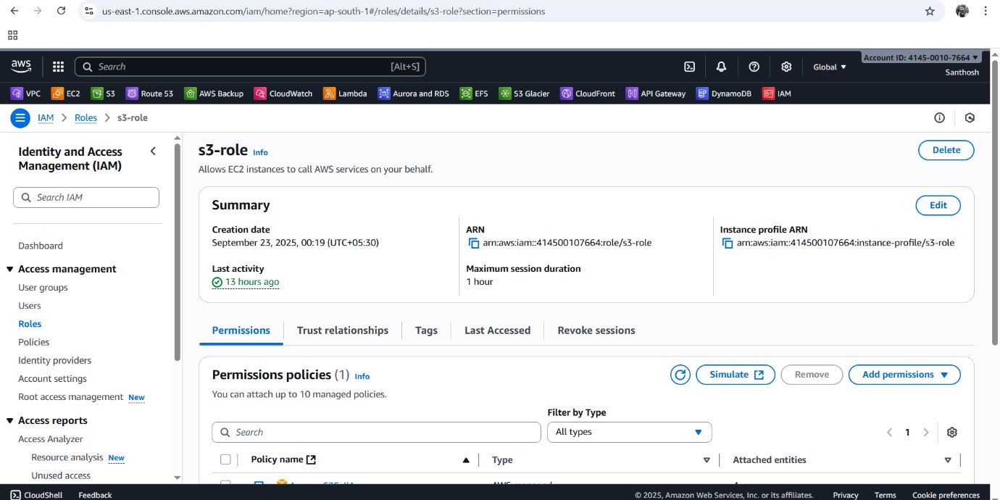 us-east-1.console.aws.amazon.com/iam/home?region=ap-south-1#/roles/details/s3-role?section=permissions
aws Search [Alt+S] Global Account ID: 4145-0010-7664
Santhosh
VPC EC2 S3 Route 53 AWS Backup CloudWatch Lambda Aurora and RDS EFS S3 Glacier CloudFront API Gateway DynamoDB IAM
IAM Roles s3-role
Identity and Access
Management (IAM)
Search IAM
Dashboard
Access management
User groups
Users
Roles
Policies
Identity providers
Account settings
Root access management New
Access reports
Access Analyzer
Resource analysis New
Unused access
s3-role Info
Delete
Allows EC2 instances to call AWS services on your behalf.
Summary
Edit
Creation date
September 23, 2025, 00:19 (UTC+05:30)
Last activity
13 hours ago
ARN
arn:aws:iam::414500107664:role/s3-role
Maximum session duration
1 hour
Instance profile ARN
arn:aws:iam::414500107664:instance-profile/s3-role
Permissions Trust relationships Tags Last Accessed Revoke sessions
Permissions policies (1) Info
Simulate Remove Add permissions
You can attach up to 10 managed policies.
Filter by Type
Search All types 1
Policy name Type Attached entities
CloudShell Feedback © 2025, Amazon Web Services, Inc. or its affiliates. Privacy Terms Cookie preferences